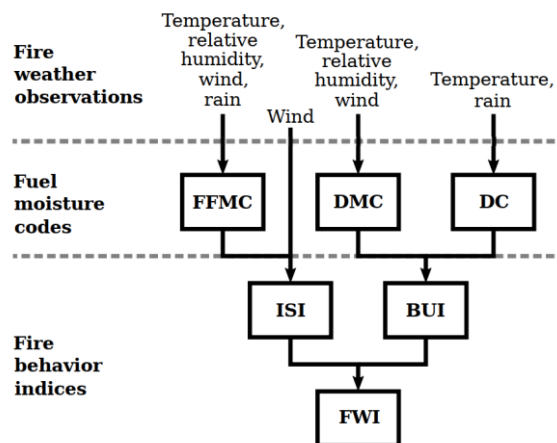 Fire
weather
observations
Temperature,
relative
humidity,
wind,
rain
Wind
Temperature,
relative
humidity,
wind
Temperature,
rain
Fuel
moisture
codes
FFMC
DMC
DC
Fire
behavior
indices
ISI
BUI
FWI